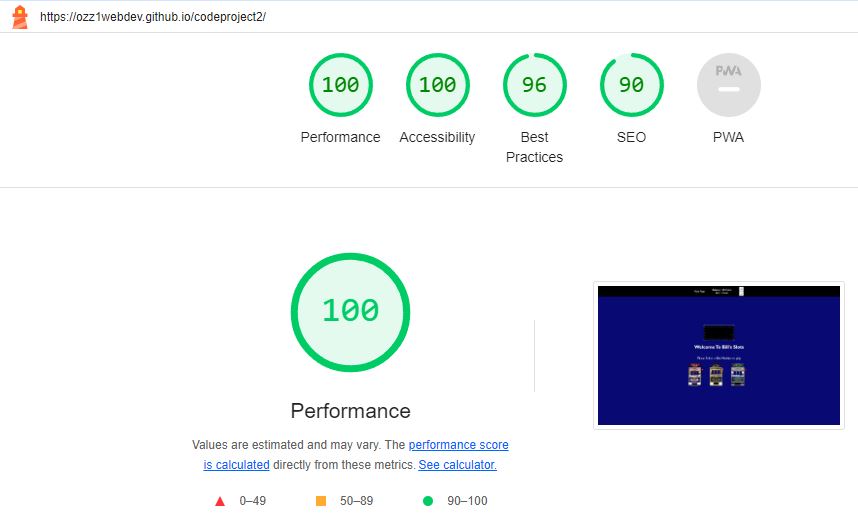 https://ozz1webdev.github.io/codeproject2/
100
100
96
90
PWA
Performance
Accessibility
Best
Practices
SEO
PWA
100
Performance
Values are estimated and may vary. The performance score
is calculated directly from these metrics. See calculator.
0–49
50–89
90–100
Welcome To Bill's Slots